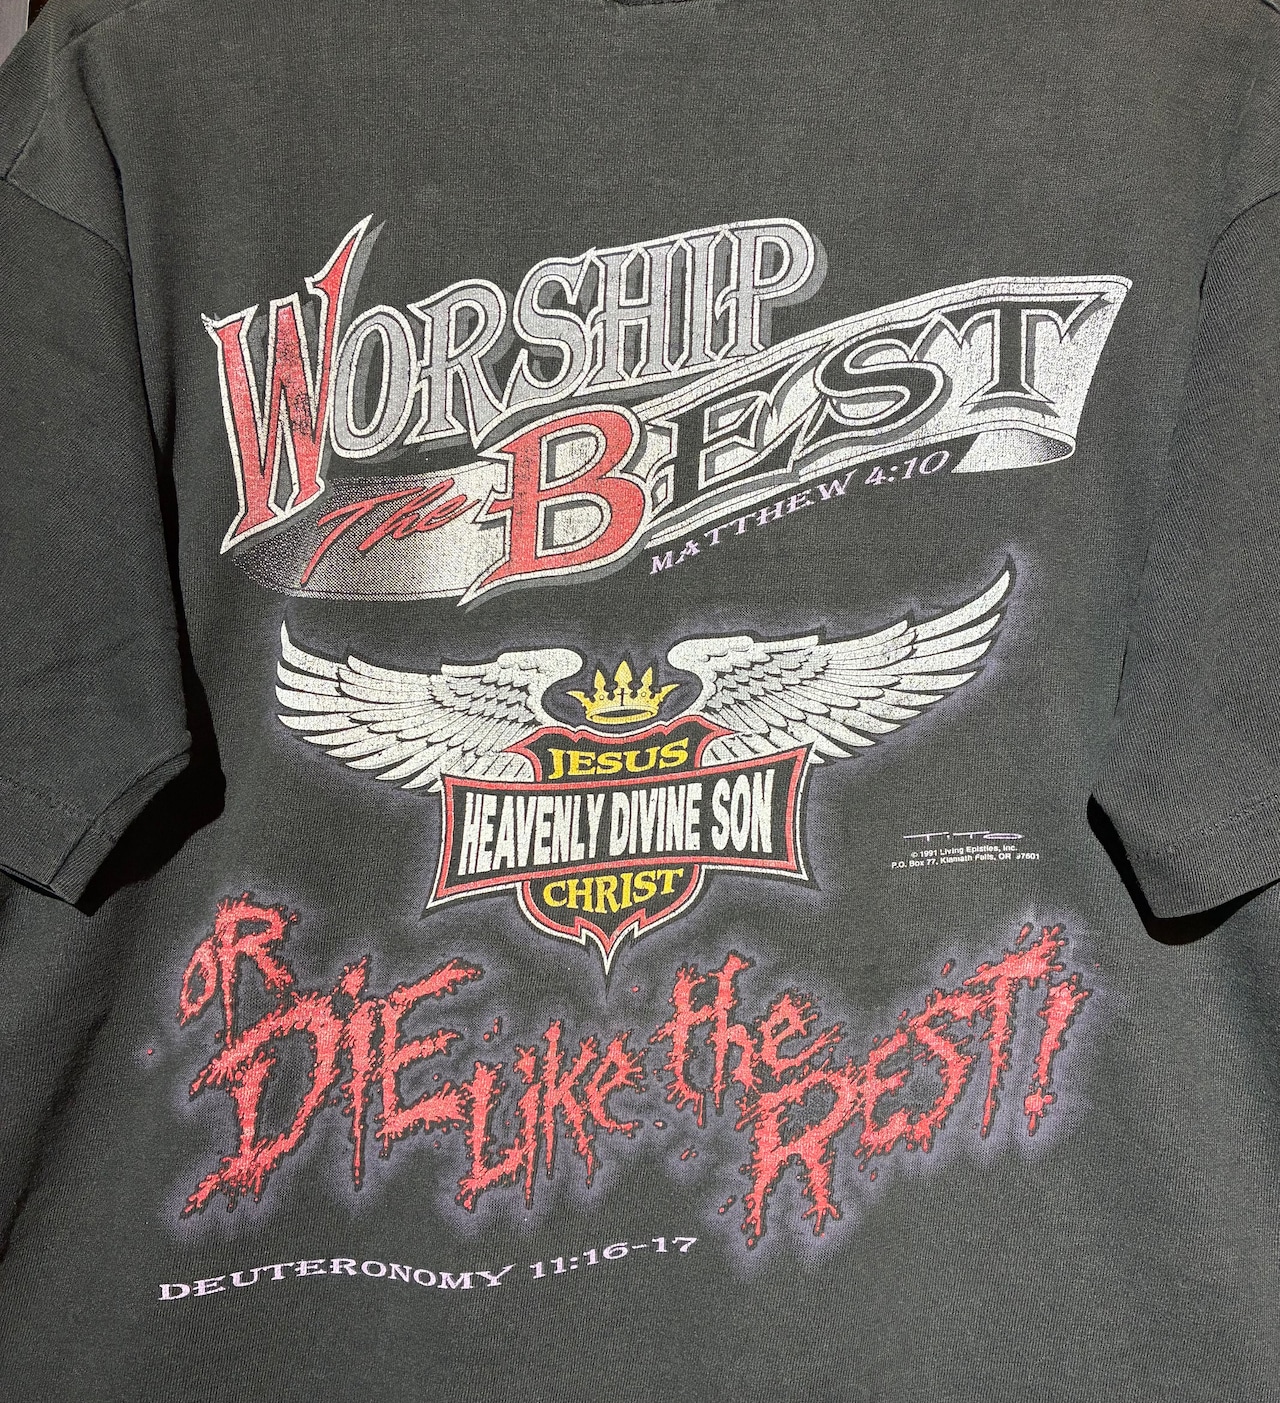 WORSHIP
The BEST
MATTHEW 4:10
JESUS
HEAVENLY DIVINE SON
CHRIST
TITO
© 1991 Living Epistles, Inc.
P.O. Box 77, Klamath Falls, OR 97601
OR
DIE Like the REST!
DEUTERONOMY 11:16-17